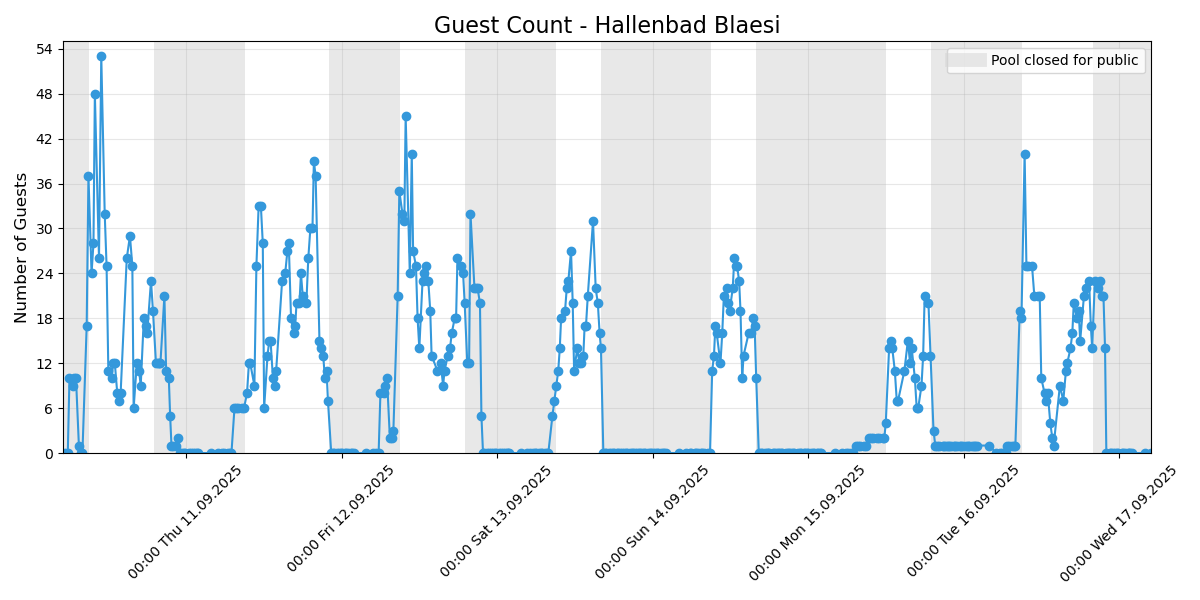 Guest Count - Hallenbad Blaesi
Pool closed for public
Number of Guests
54
48
42
36
30
24
18
12
6
0
00:00 Thu 11.09.2025
00:00 Fri 12.09.2025
00:00 Sat 13.09.2025
00:00 Sun 14.09.2025
00:00 Mon 15.09.2025
00:00 Tue 16.09.2025
00:00 Wed 17.09.2025